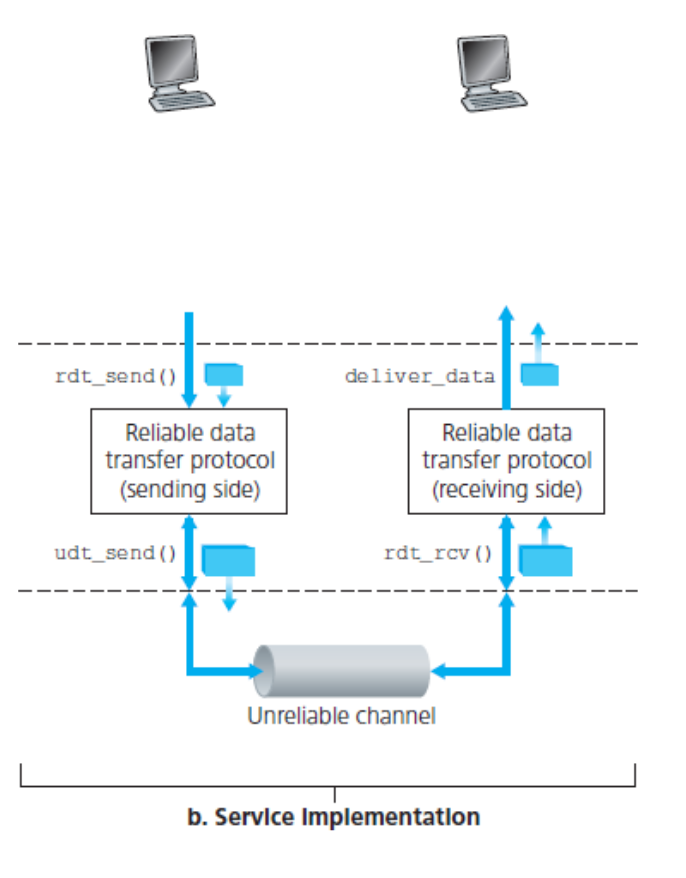 rdt_send()
deliver_data
Reliable data
transfer protocol
(sending side)
Reliable data
transfer protocol
(receiving side)
udt_send()
rdt_rcv()
Unreliable channel
b. Service implementation